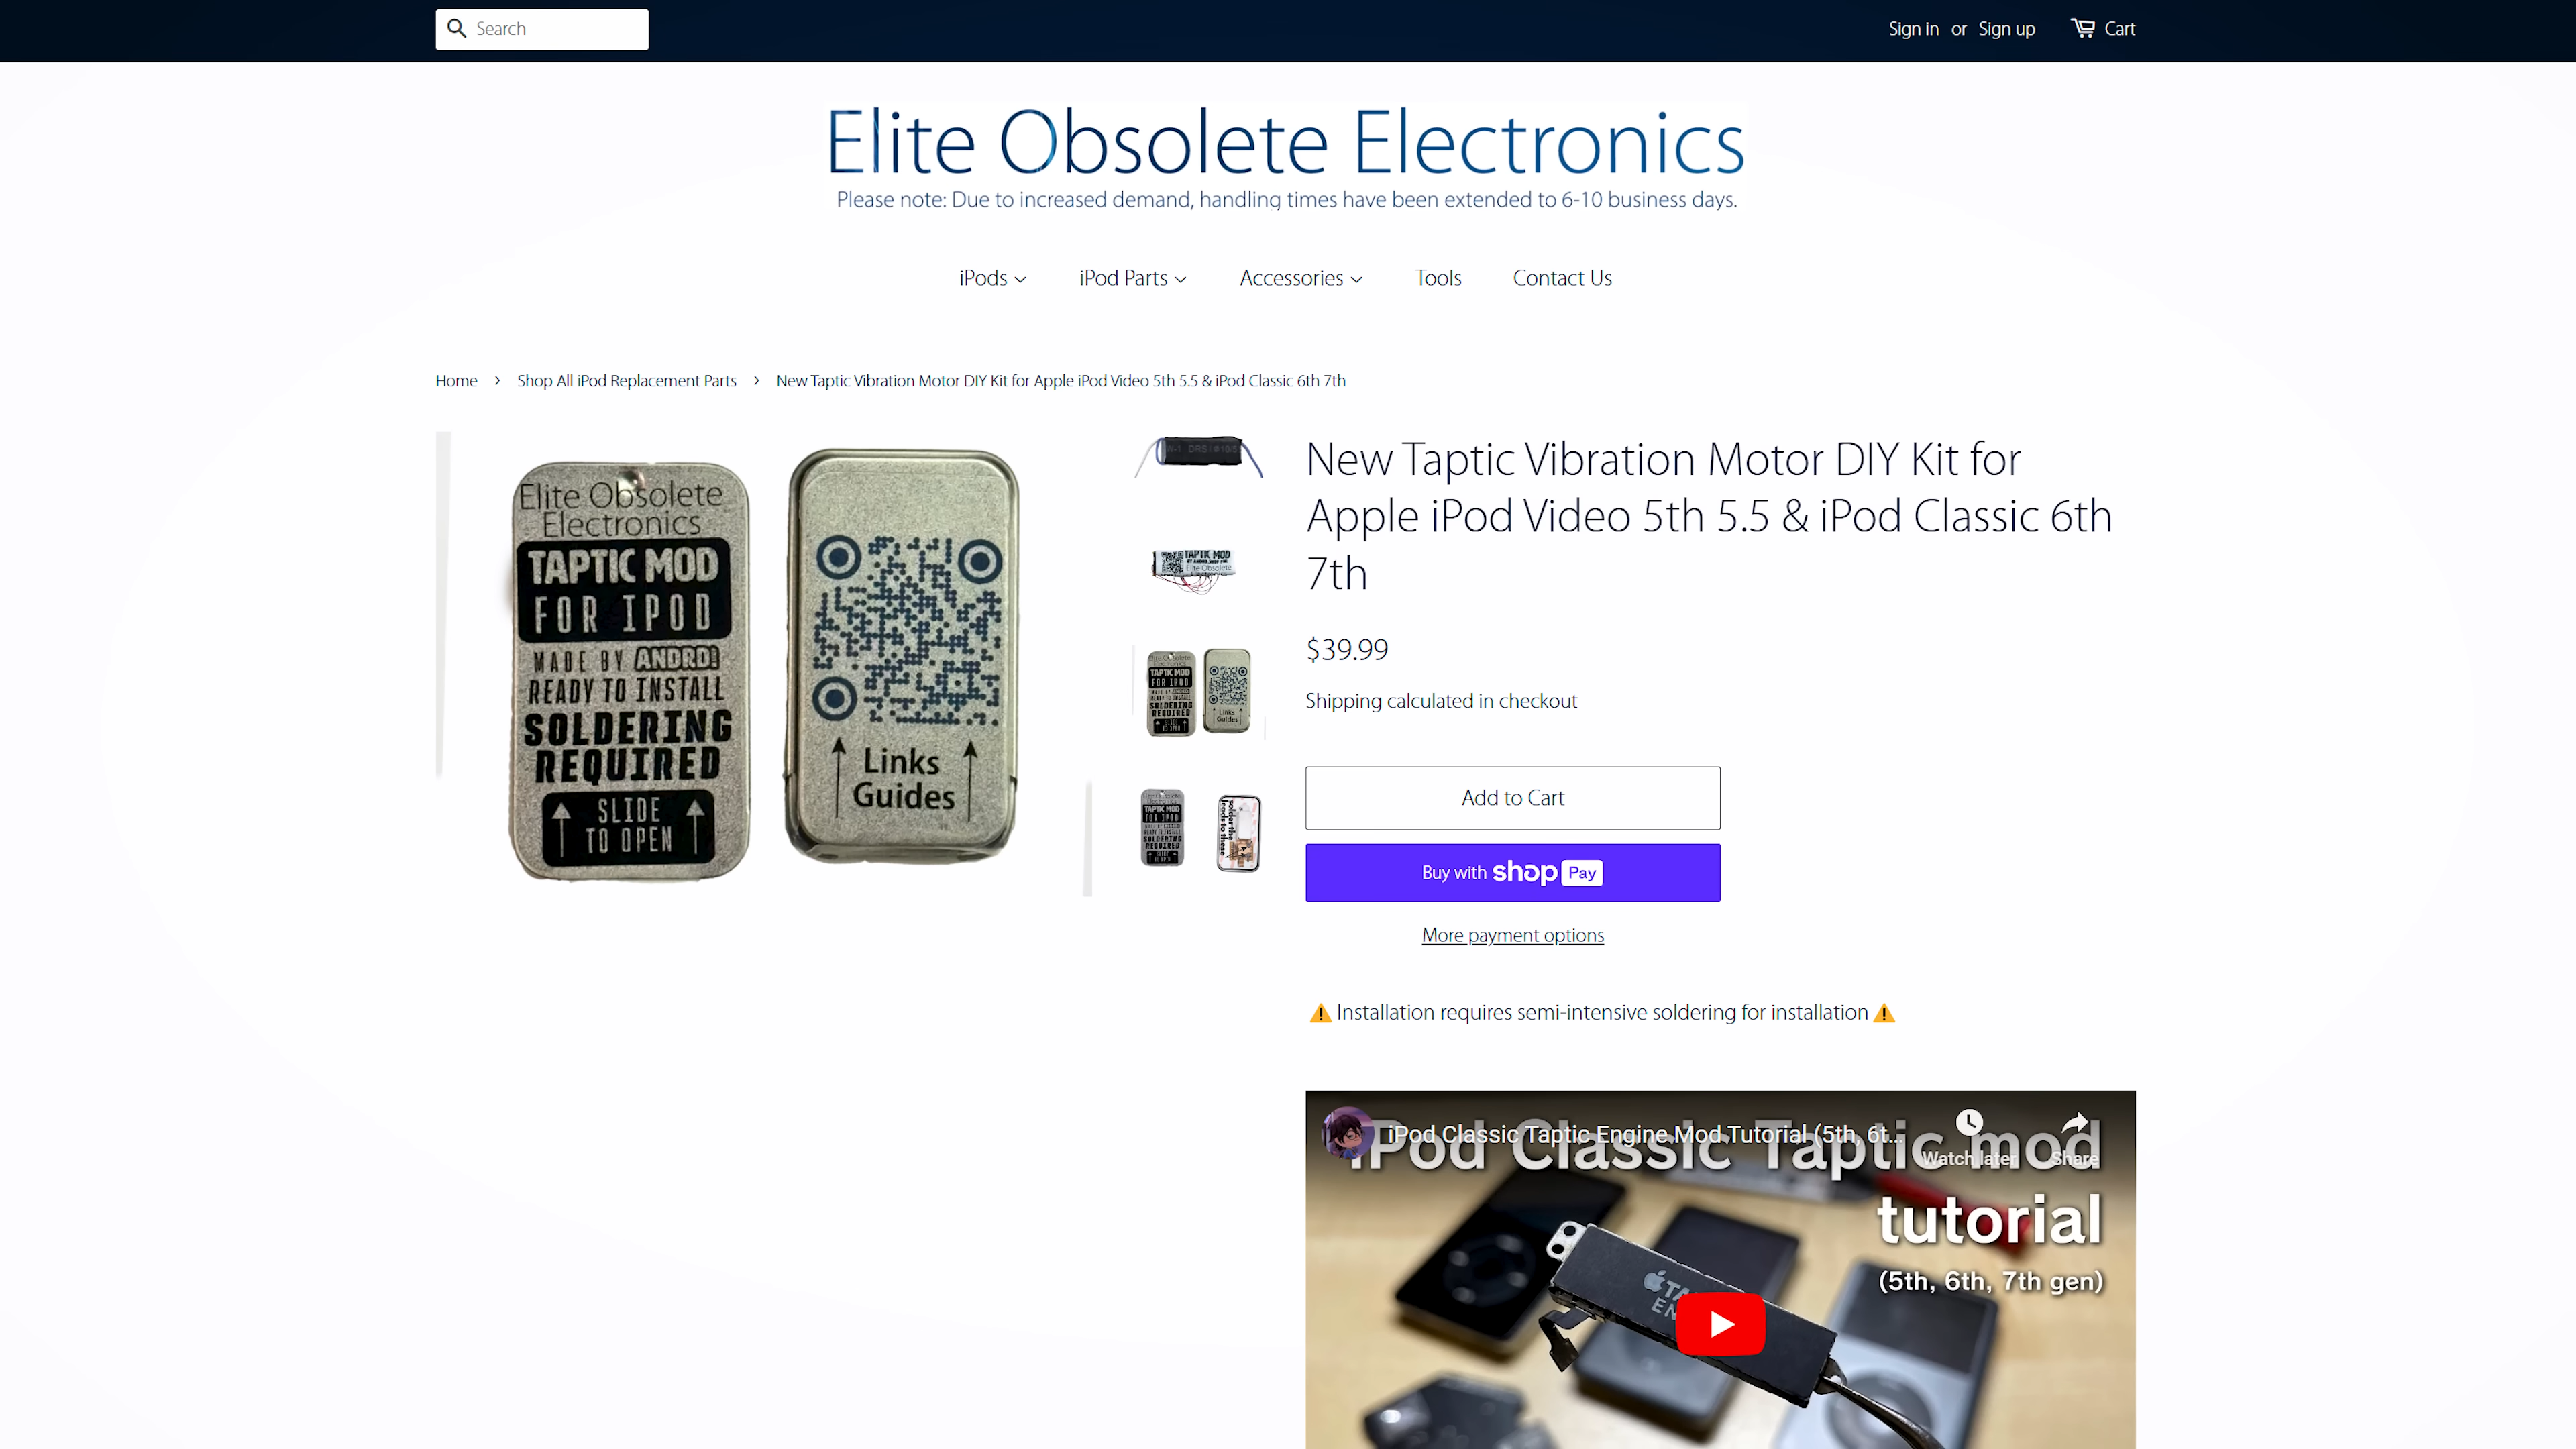 Search
Sign in or Sign up
Cart
Elite Obsolete Electronics
Please note: Due to increased demand, handling times have been extended to 6-10 business days.
iPods
iPod Parts
Accessories
Tools
Contact Us
Home › Shop All iPod Replacement Parts › New Taptic Vibration Motor DIY Kit for Apple iPod Video 5th 5.5 & iPod Classic 6th 7th
Elite Obsolete
Electronics
TAPTIC MOD
FOR IPOD
MADE BY ANDRO
READY TO INSTALL
SOLDERING
REQUIRED
SLIDE
TO OPEN
Links
Guides
New Taptic Vibration Motor DIY Kit for
Apple iPod Video 5th 5.5 & iPod Classic 6th
7th
$39.99
Shipping calculated in checkout
Add to Cart
Buy with shop Pay
More payment options
⚠️ Installation requires semi-intensive soldering for installation ⚠️
iPod Classic Taptic Engine Mod Tutorial (5th, 6t...
Watch later
Share
iPod Classic Taptic mod
tutorial
(5th, 6th, 7th gen)